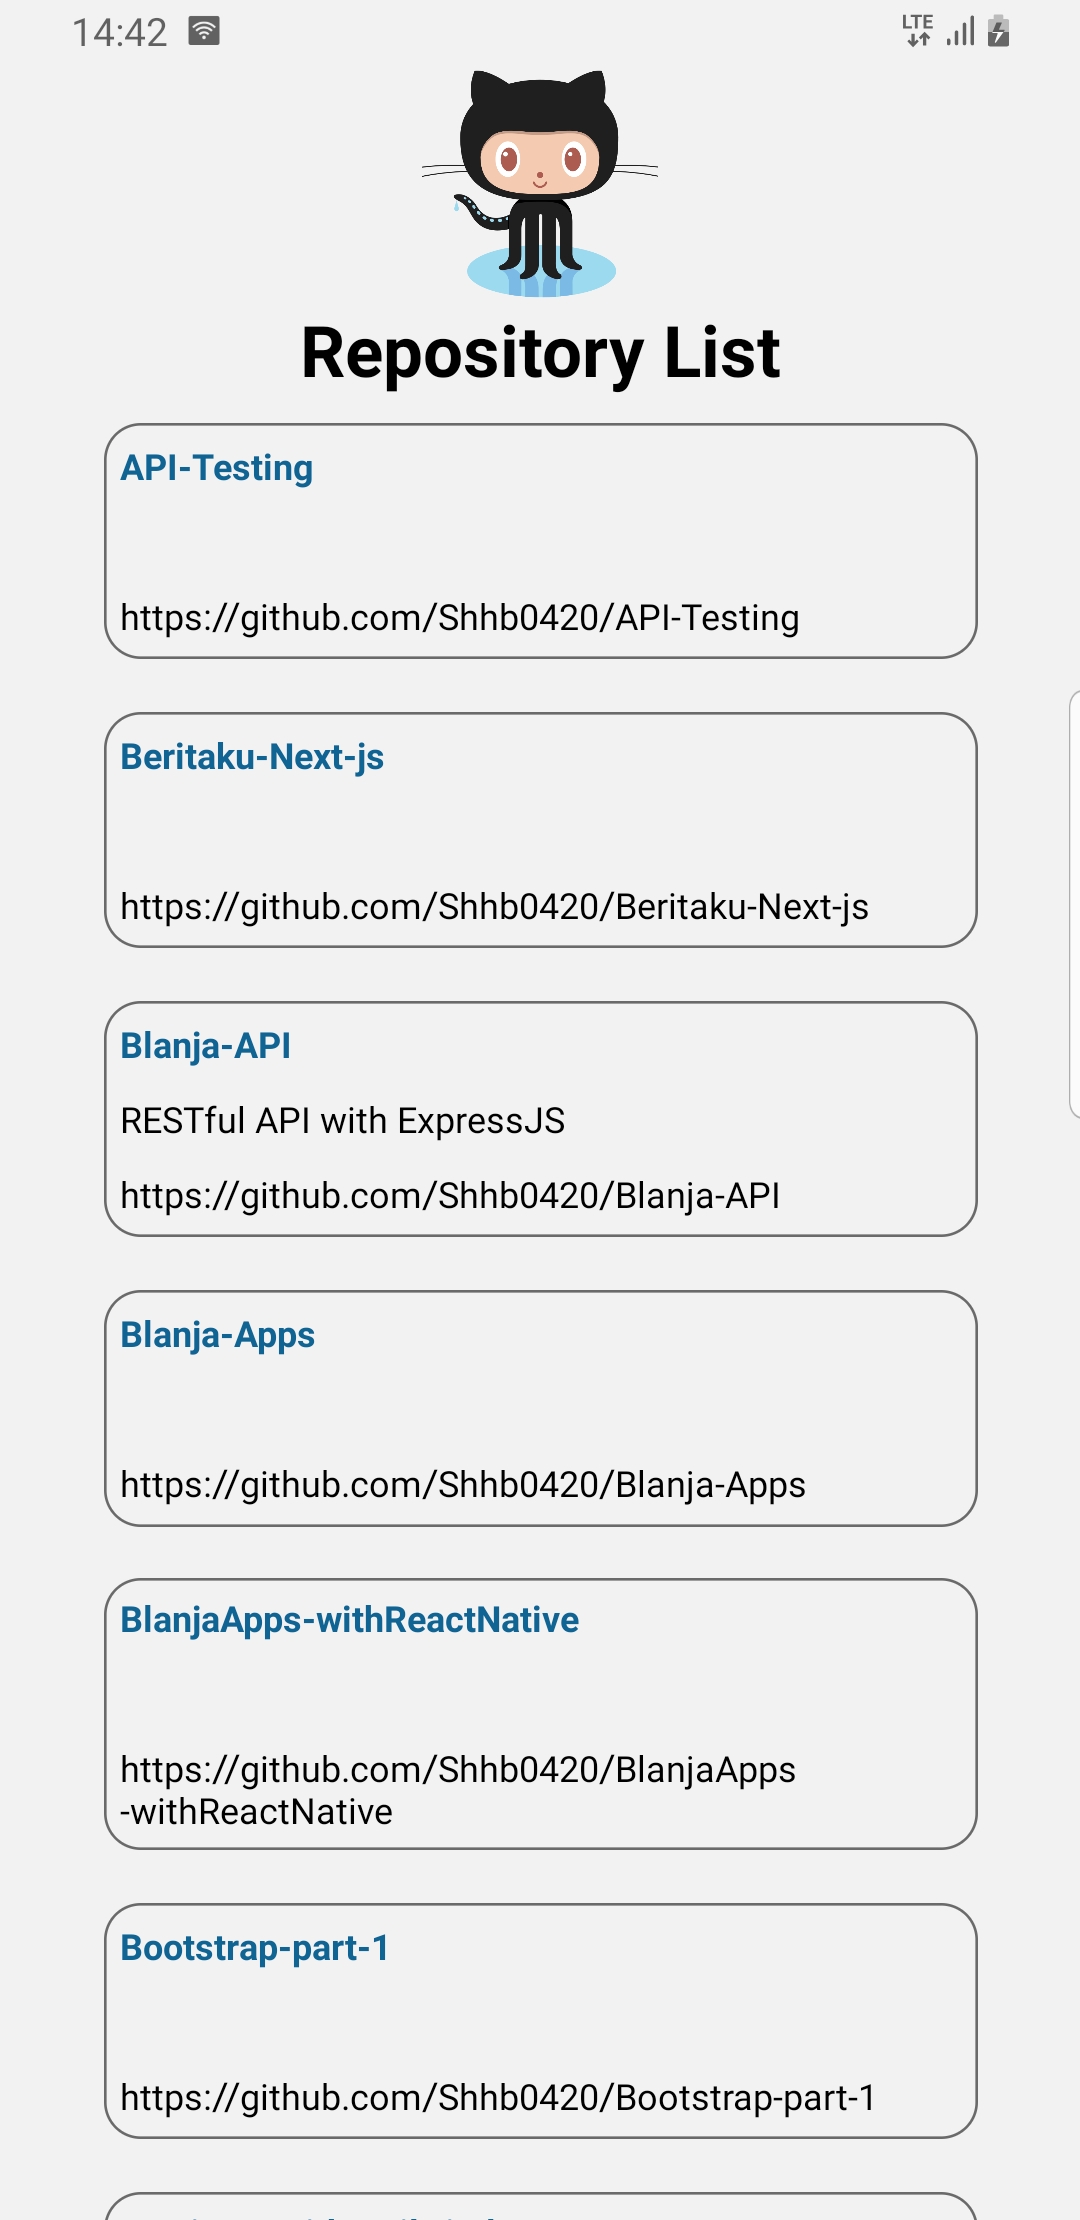 14:42
LTE
Repository List
API-Testing
https://github.com/Shhb0420/API-Testing
Beritaku-Next-js
https://github.com/Shhb0420/Beritaku-Next-js
Blanja-API
RESTful API with ExpressJS
https://github.com/Shhb0420/Blanja-API
Blanja-Apps
https://github.com/Shhb0420/Blanja-Apps
BlanjaApps-withReactNative
https://github.com/Shhb0420/BlanjaApps
-withReactNative
Bootstrap-part-1
https://github.com/Shhb0420/Bootstrap-part-1